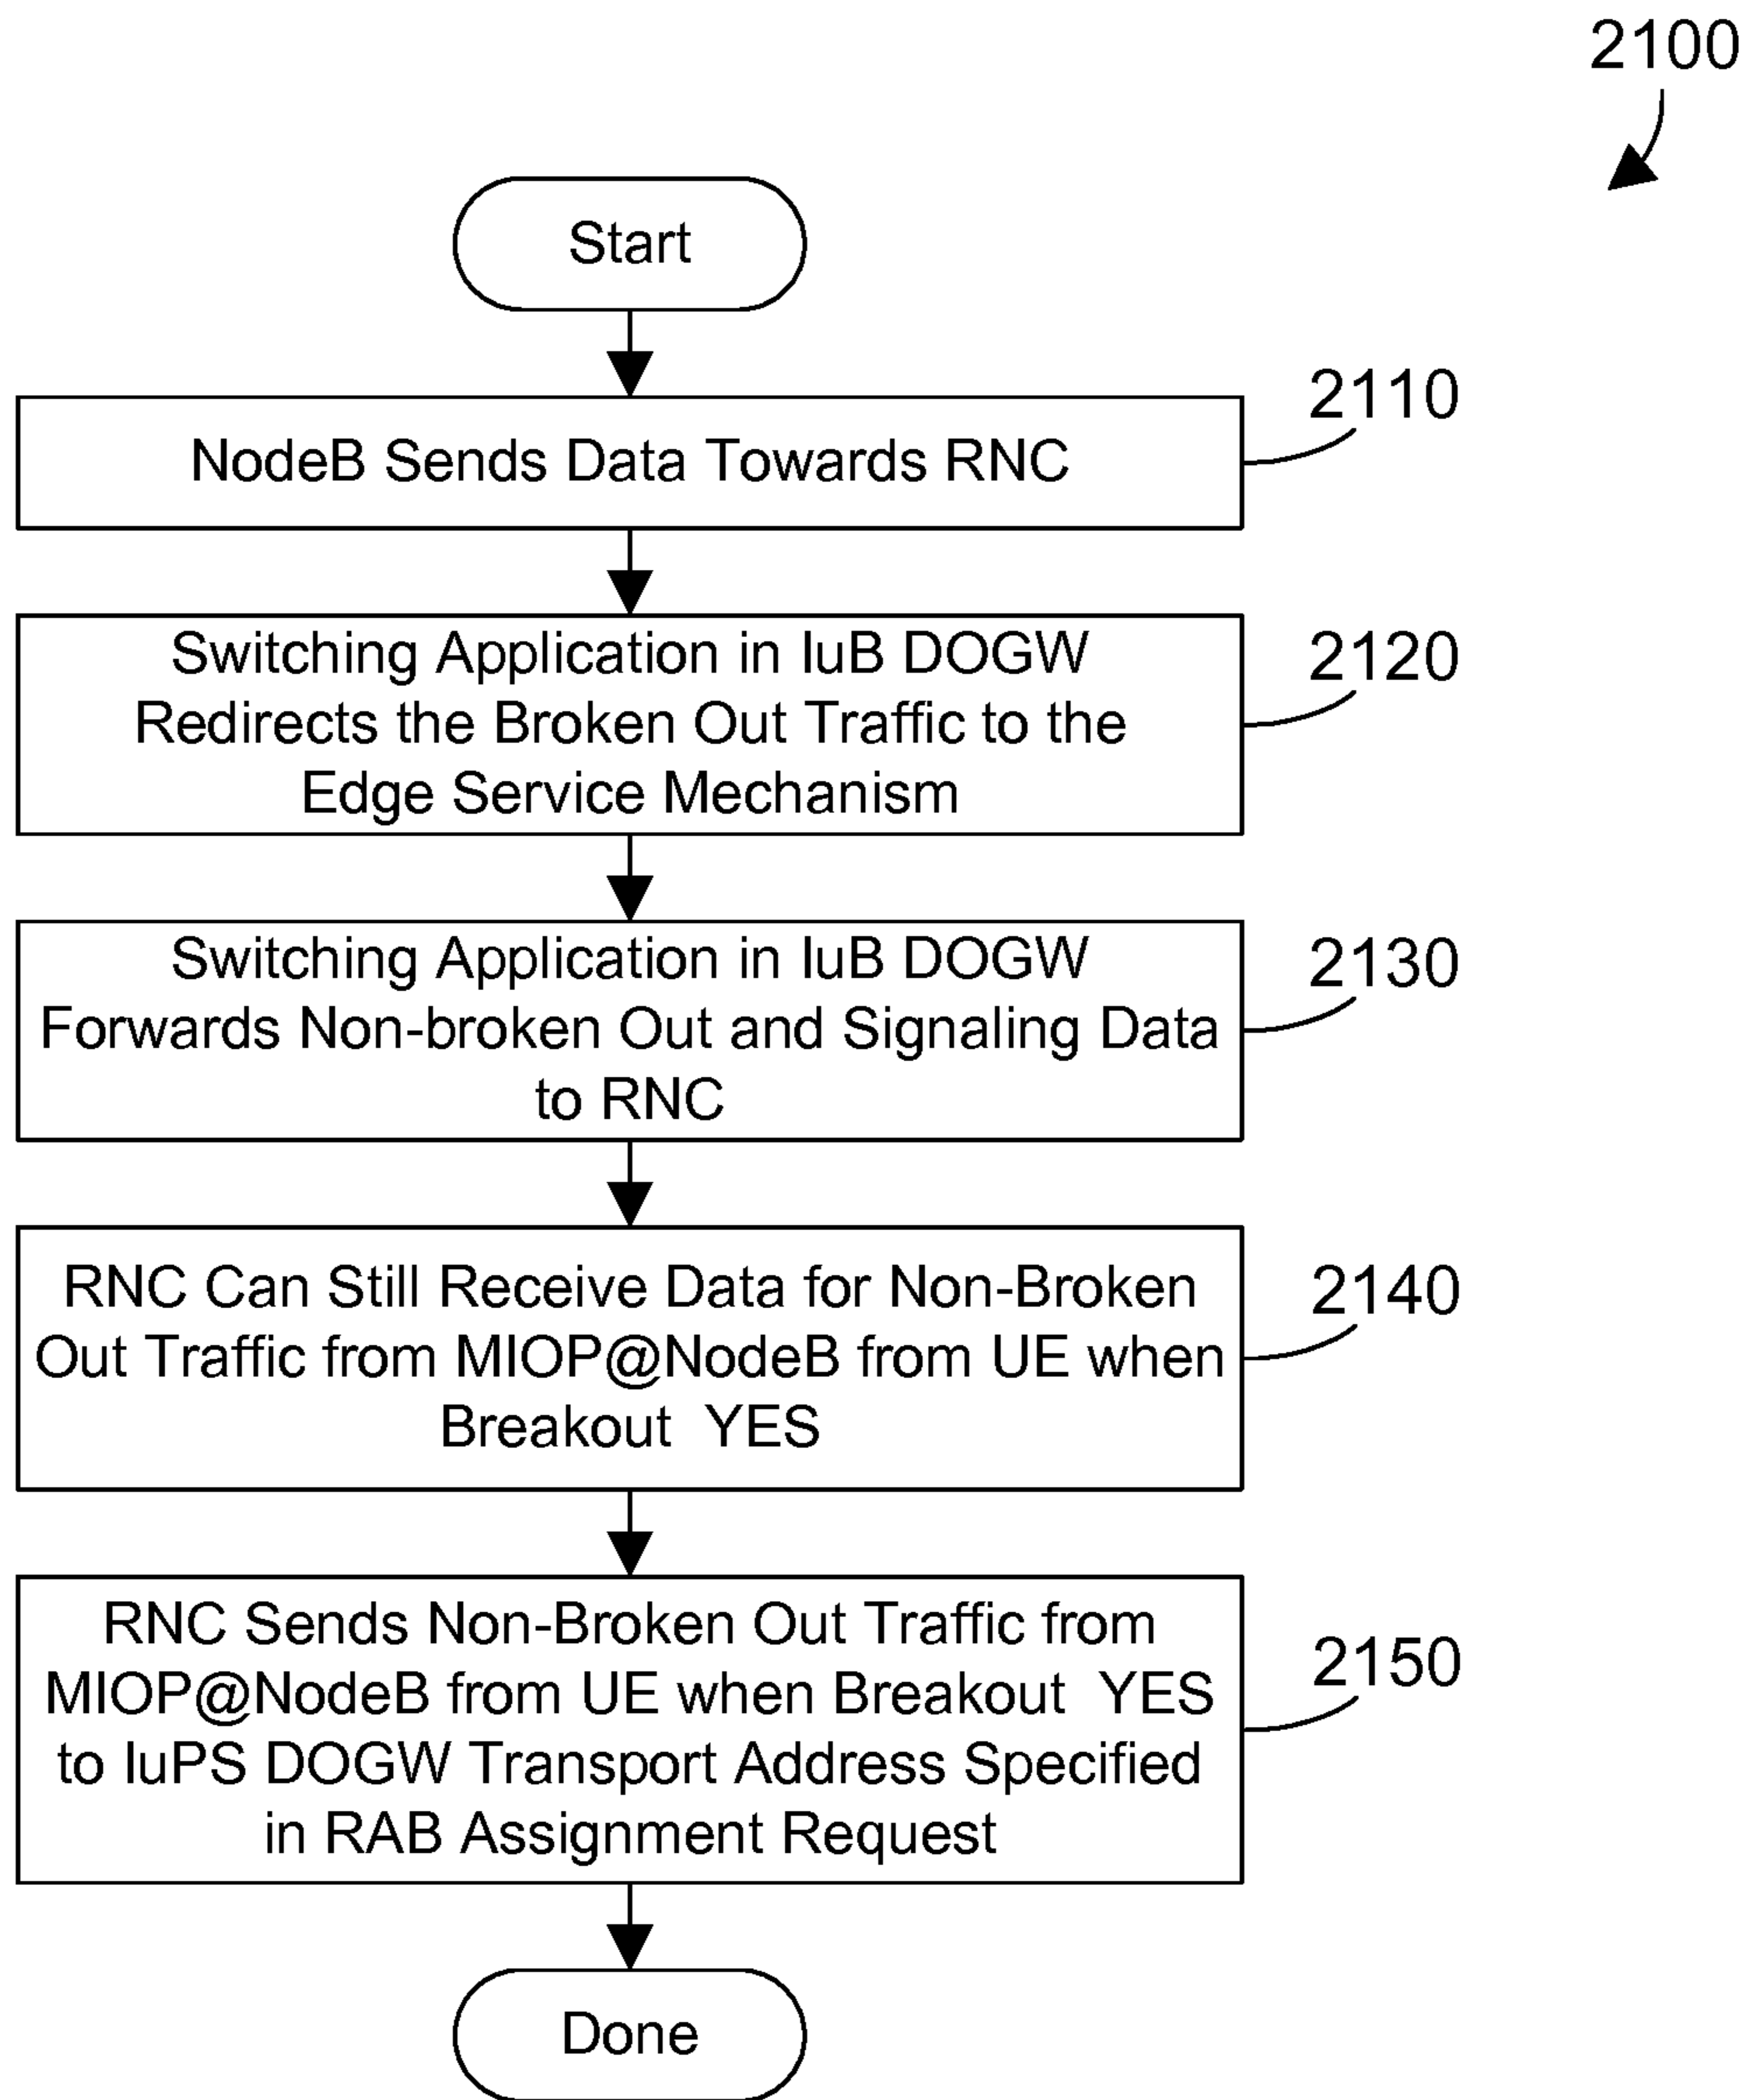 2100
Start
2110
NodeB Sends Data Towards RNC
2120
Switching Application in IuB DOGW
Redirects the Broken Out Traffic to the
Edge Service Mechanism
2130
Switching Application in IuB DOGW
Forwards Non-broken Out and Signaling Data
to RNC
2140
RNC Can Still Receive Data for Non-Broken
Out Traffic from MIOP@NodeB from UE when
Breakout YES
2150
RNC Sends Non-Broken Out Traffic from
MIOP@NodeB from UE when Breakout YES
to IuPS DOGW Transport Address Specified
in RAB Assignment Request
Done